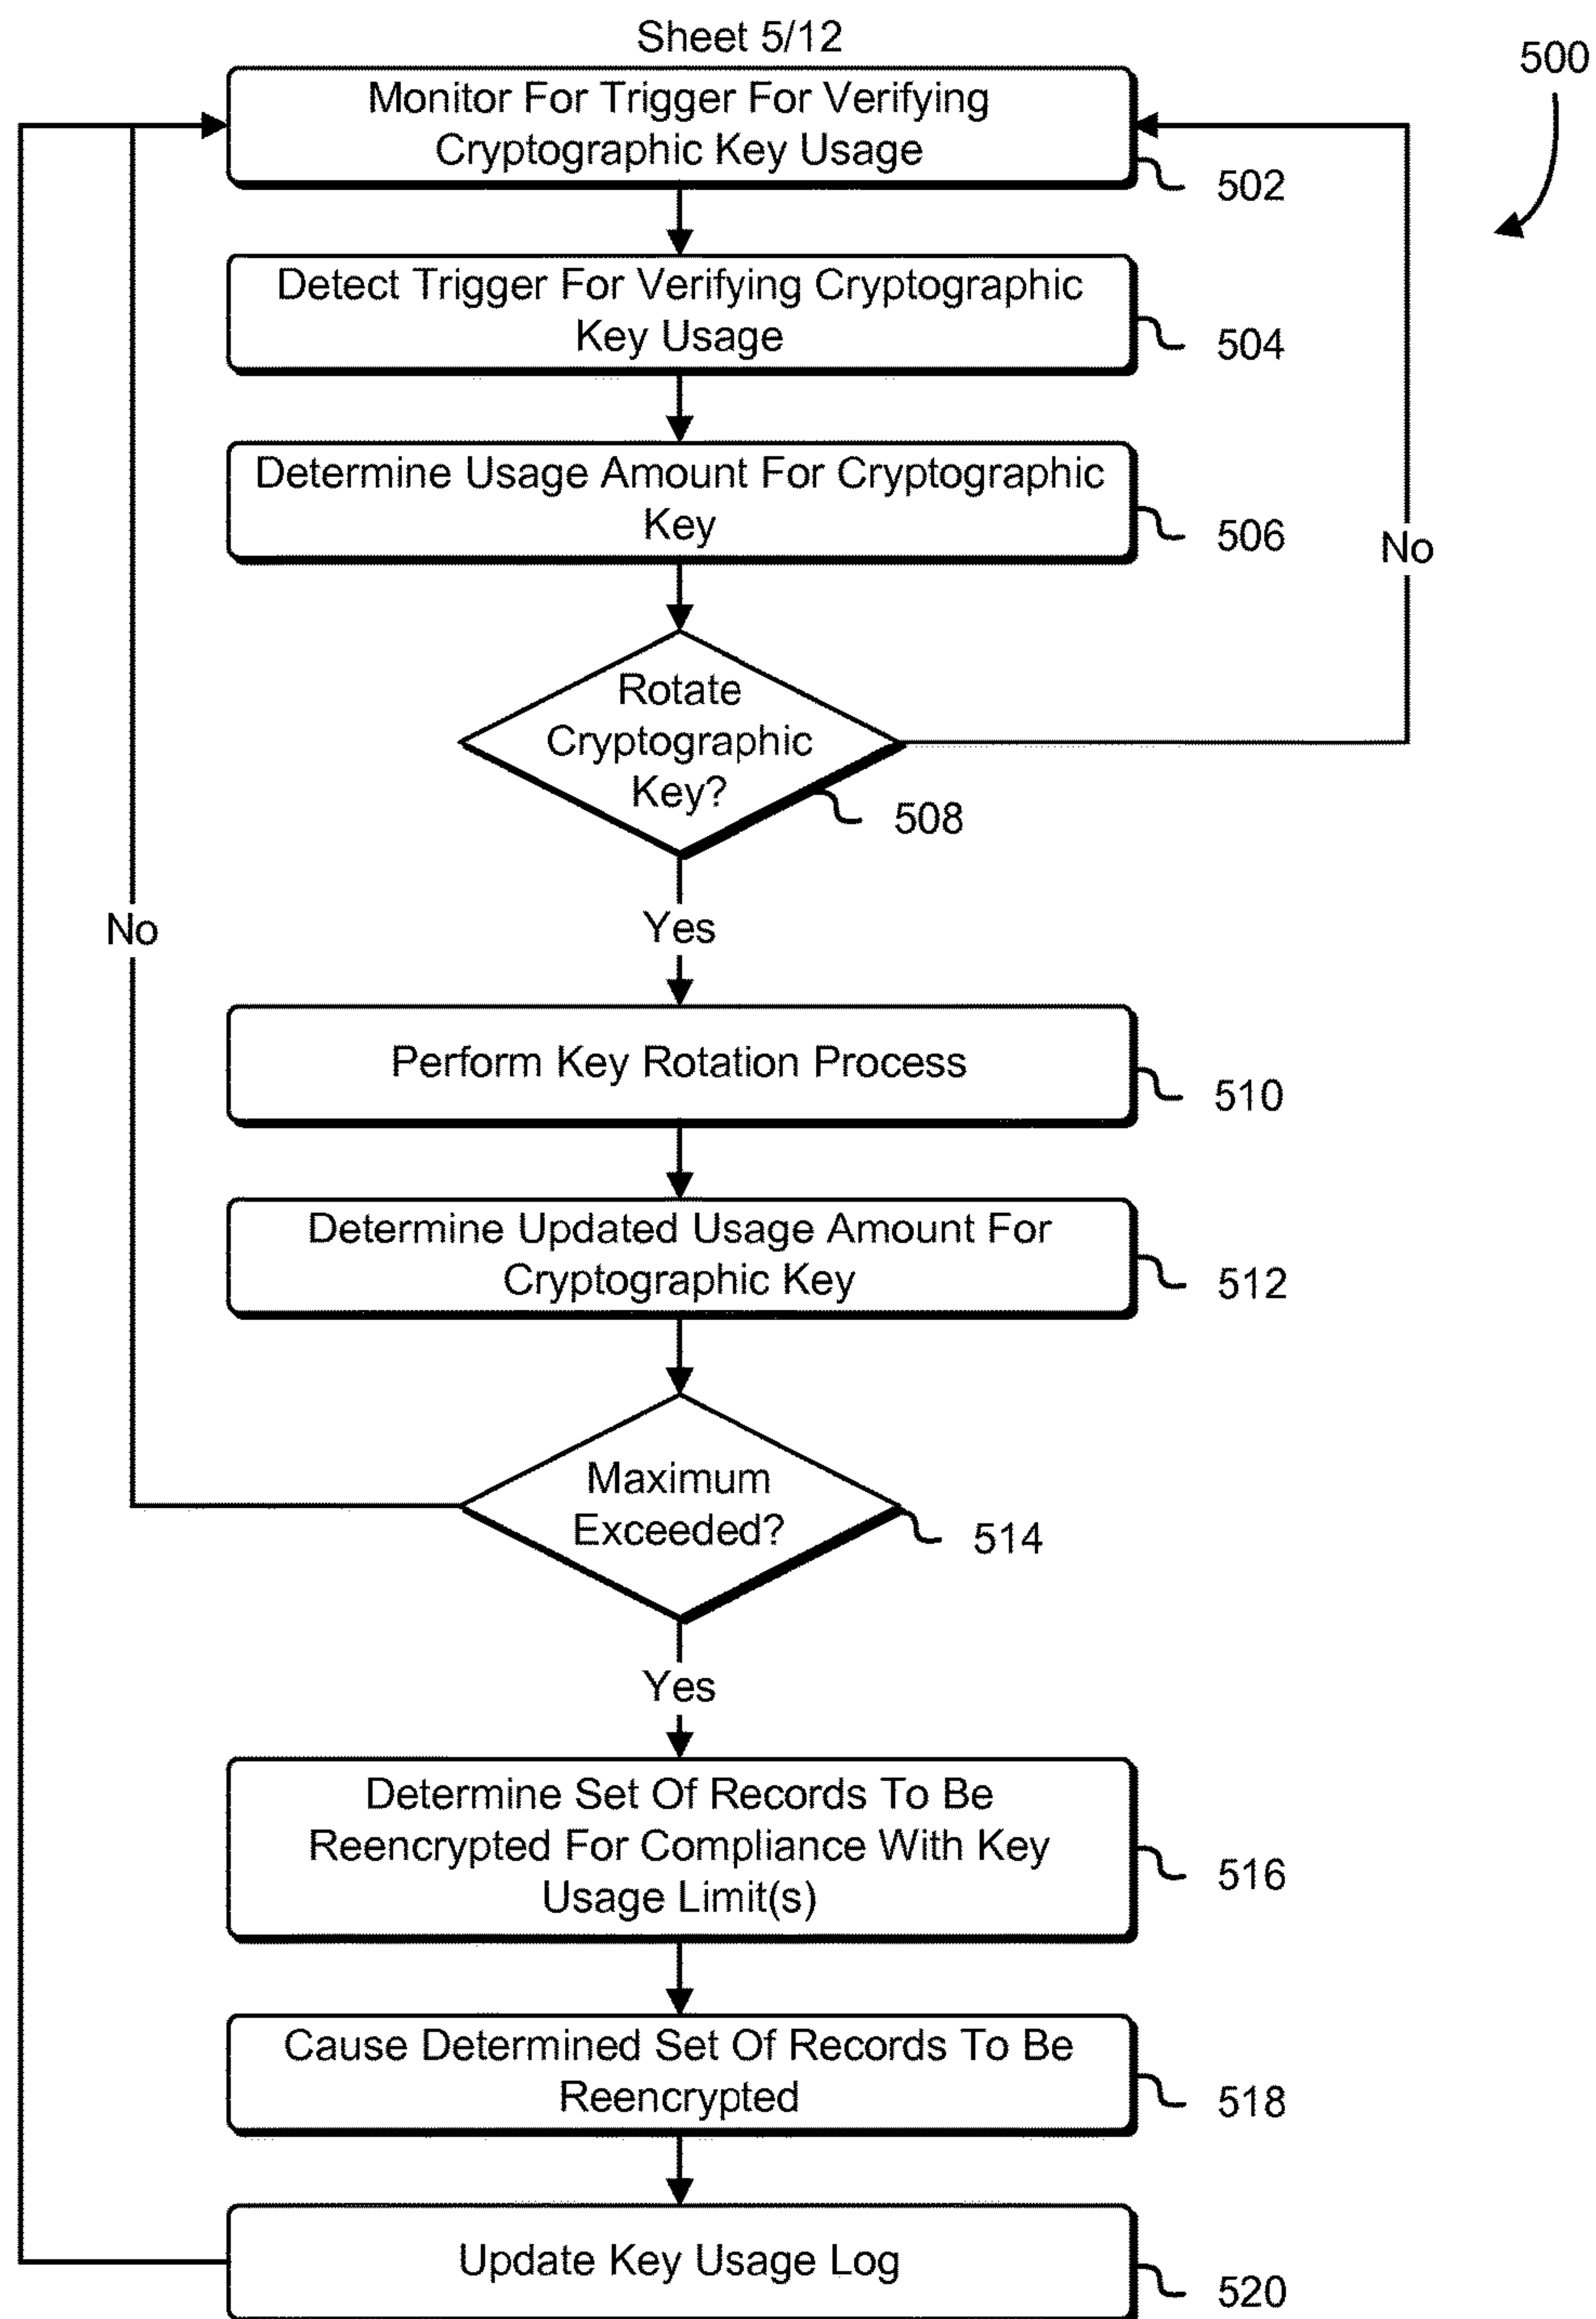 Sheet 5/12
500
Monitor For Trigger For Verifying
Cryptographic Key Usage
502
Detect Trigger For Verifying Cryptographic
Key Usage
504
Determine Usage Amount For Cryptographic
Key
506
No
Rotate
Cryptographic
Key?
508
No
Yes
Perform Key Rotation Process
510
Determine Updated Usage Amount For
Cryptographic Key
512
Maximum
Exceeded?
514
Yes
Determine Set Of Records To Be
Reencrypted For Compliance With Key
Usage Limit(s)
516
Cause Determined Set Of Records To Be
Reencrypted
518
Update Key Usage Log
520